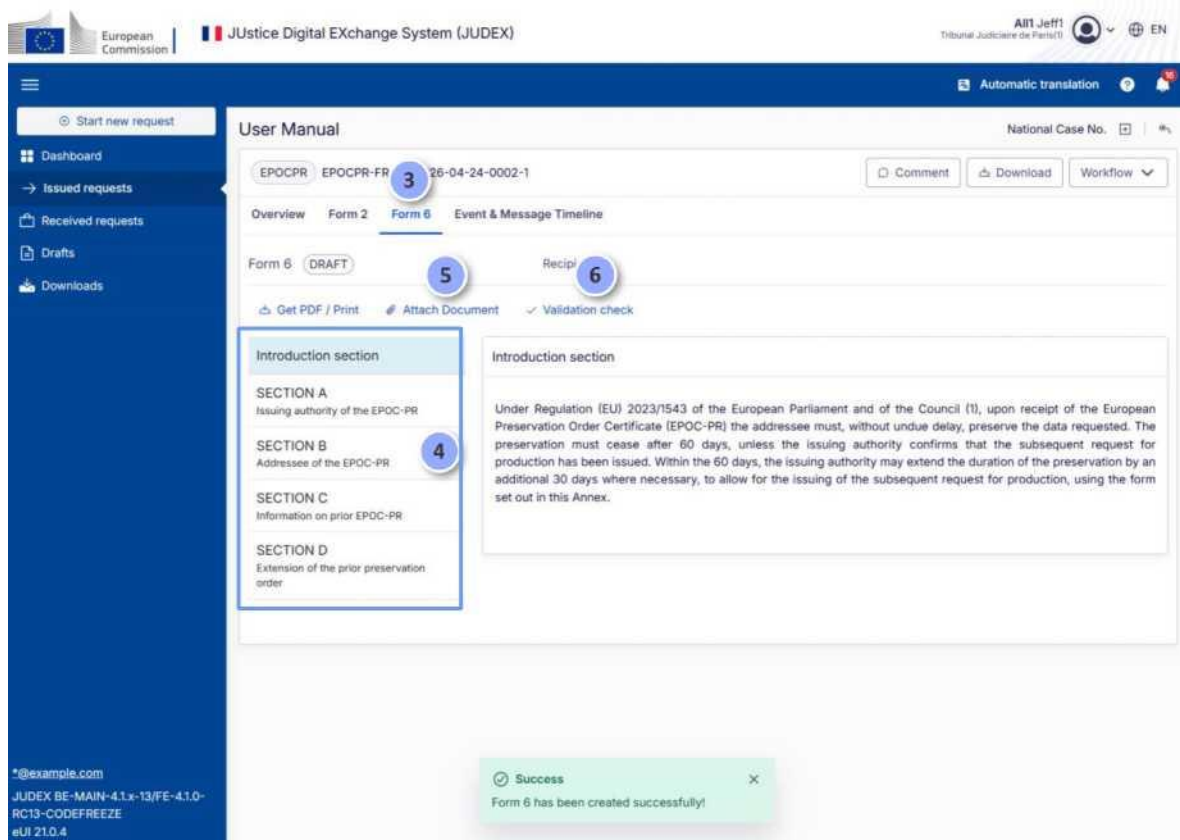 European
Commission
JUstice Digital EXchange System (JUDEX)
Ali1 Jeff1
Tribunal Judiciaire de Paris(1)
EN
Automatic translation
16
Start new request
Dashboard
Issued requests
Received requests
Drafts
Downloads
User Manual
National Case No.
EPOCPR EPOCPR-FR 26-04-24-0002-1
3
Comment
Download
Workflow
Overview Form 2 Form 6 Event & Message Timeline
Form 6 DRAFT
5
6
Get PDF / Print Attach Document Validation check
Introduction section
SECTION A
Issuing authority of the EPOC-PR
SECTION B
Addressee of the EPOC-PR
4
SECTION C
Information on prior EPOC-PR
SECTION D
Extension of the prior preservation
order
Introduction section
Under Regulation (EU) 2023/1543 of the European Parliament and of the Council (1), upon receipt of the European
Preservation Order Certificate (EPOC-PR) the addressee must, without undue delay, preserve the data requested. The
preservation must cease after 60 days, unless the issuing authority confirms that the subsequent request for
production has been issued. Within the 60 days, the issuing authority may extend the duration of the preservation by an
additional 30 days where necessary, to allow for the issuing of the subsequent request for production, using the form
set out in this Annex.
Success
Form 6 has been created successfully!
*@example.com
JUDEX BE-MAIN-4.1.x-13/FE-4.1.0-
RC13-CODEFREEZE
eUI 21.0.4